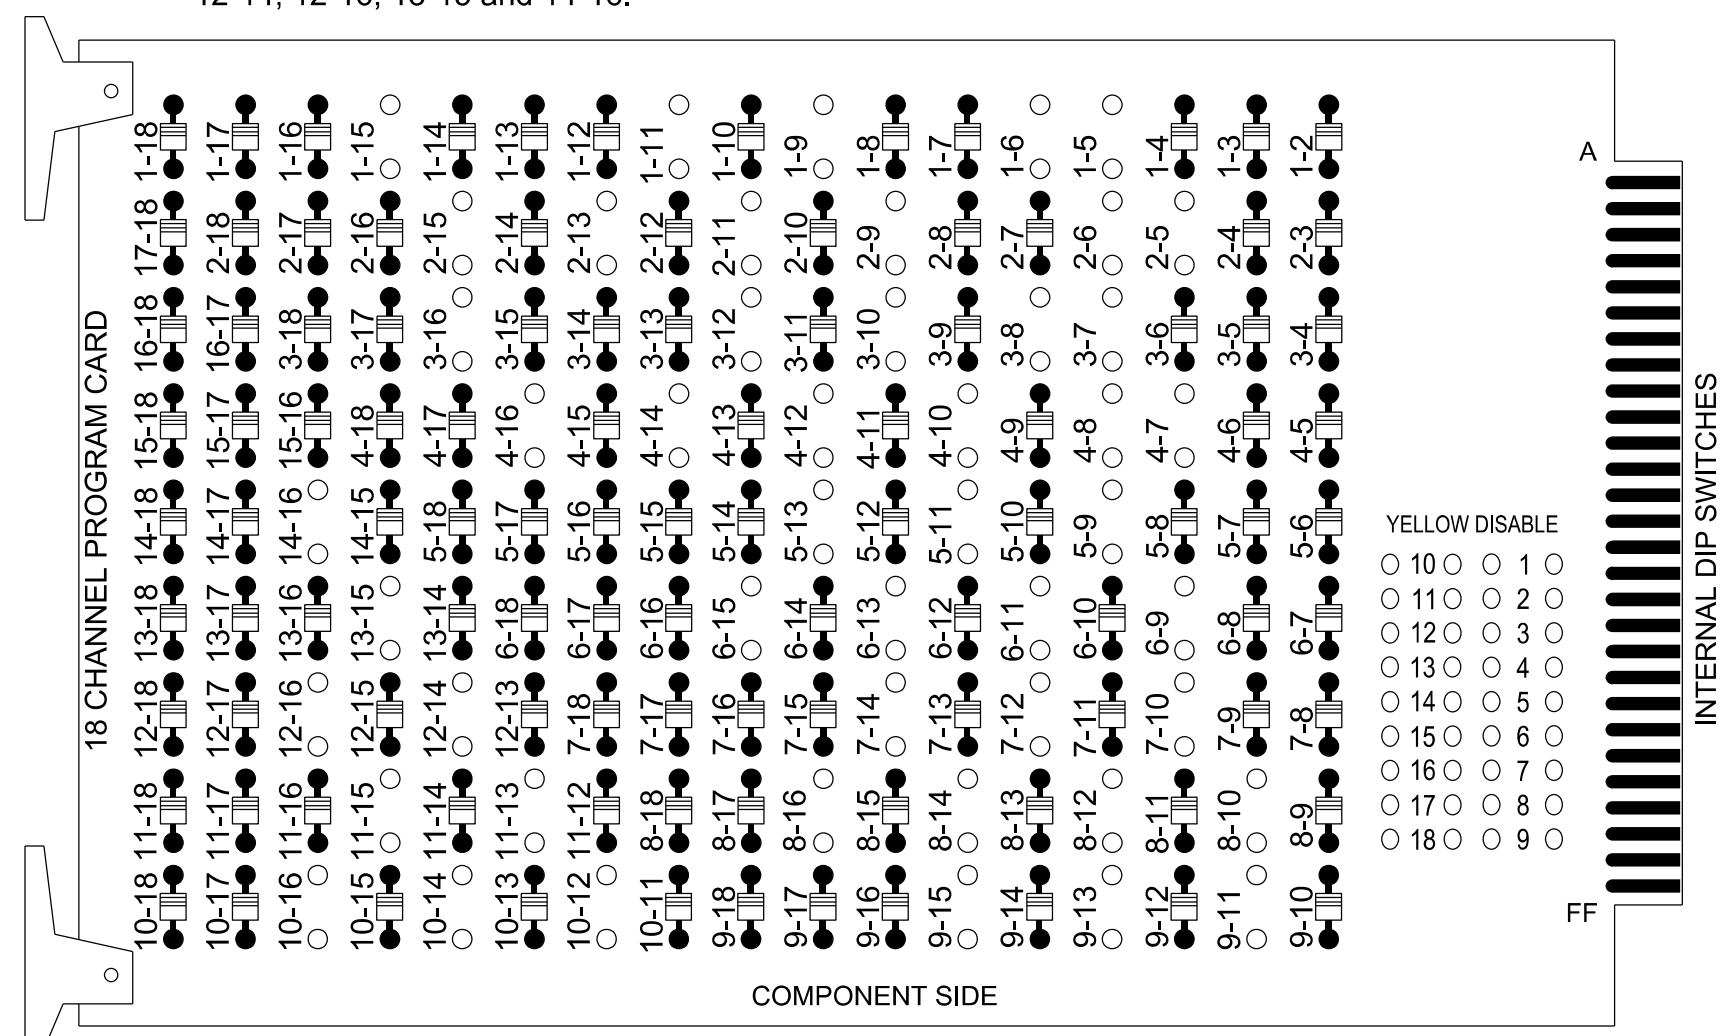 12-14, 12-16, 13-15 and 14-16.
1-18 1-17 1-16 1-15 1-14 1-13 1-12 1-11 1-10 1-9 1-8 1-7 1-6 1-5 1-4 1-3 1-2
17-18 2-18 2-17 2-16 2-15 2-14 2-13 2-12 2-11 2-10 2-9 2-8 2-7 2-6 2-5 2-4 2-3
16-18 16-17 3-18 3-17 3-16 3-15 3-14 3-13 3-12 3-11 3-10 3-9 3-8 3-7 3-6 3-5 3-4
15-18 15-17 15-16 4-18 4-17 4-16 4-15 4-14 4-13 4-12 4-11 4-10 4-9 4-8 4-7 4-6 4-5
14-18 14-17 14-16 14-15 5-18 5-17 5-16 5-15 5-14 5-13 5-12 5-11 5-10 5-9 5-8 5-7 5-6
13-18 13-17 13-16 13-15 13-14 6-18 6-17 6-16 6-15 6-14 6-13 6-12 6-11 6-10 6-9 6-8 6-7
12-18 12-17 12-16 12-15 12-14 12-13 7-18 7-17 7-16 7-15 7-14 7-13 7-12 7-11 7-10 7-9 7-8
11-18 11-17 11-16 11-15 11-14 11-13 11-12 8-18 8-17 8-16 8-15 8-14 8-13 8-12 8-11 8-10 8-9
10-18 10-17 10-16 10-15 10-14 10-13 10-12 10-11 9-18 9-17 9-16 9-15 9-14 9-13 9-12 9-11 9-10
18 CHANNEL PROGRAM CARD
COMPONENT SIDE
YELLOW DISABLE
10 1
11 2
12 3
13 4
14 5
15 6
16 7
17 8
18 9
A
FF
INTERNAL DIP SWITCHES